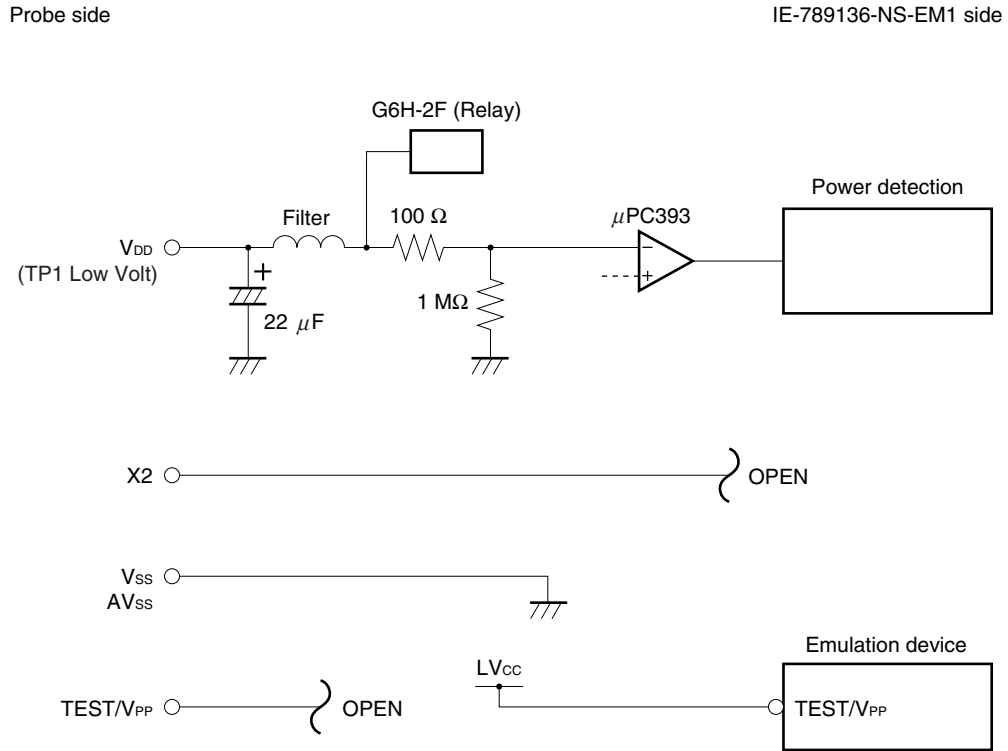 Probe side
IE-789136-NS-EM1 side
G6H-2F (Relay)
Power detection
Filter
100 Ω
μPC393
VDD
(TP1 Low Volt)
+
−
+
1 MΩ
22 μF
X2
OPEN
VSS
AVSS
Emulation device
LVCC
TEST/VPP
OPEN
TEST/VPP